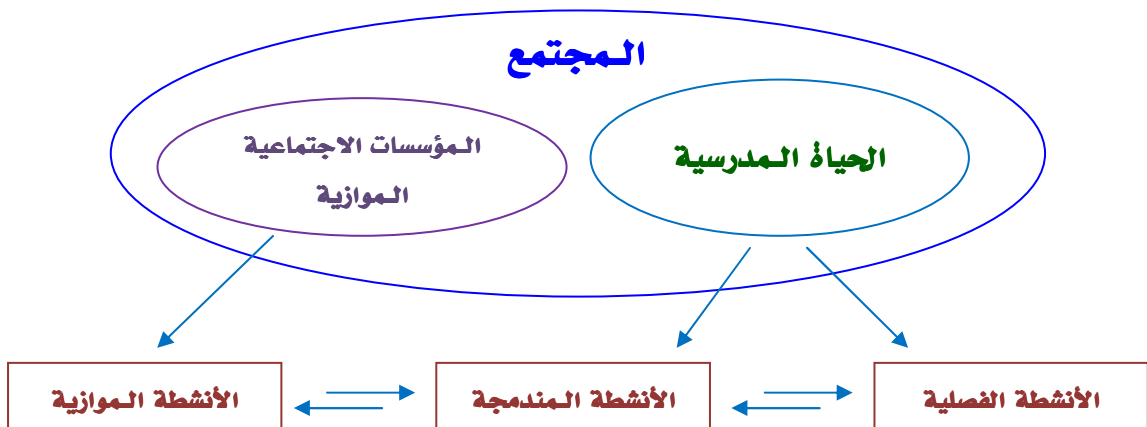 المجتمع
الحياة المدرسية
المؤسسات الاجتماعية
الموازية
الأنشطة الفصلية
الأنشطة المندمجة
الأنشطة الموازية